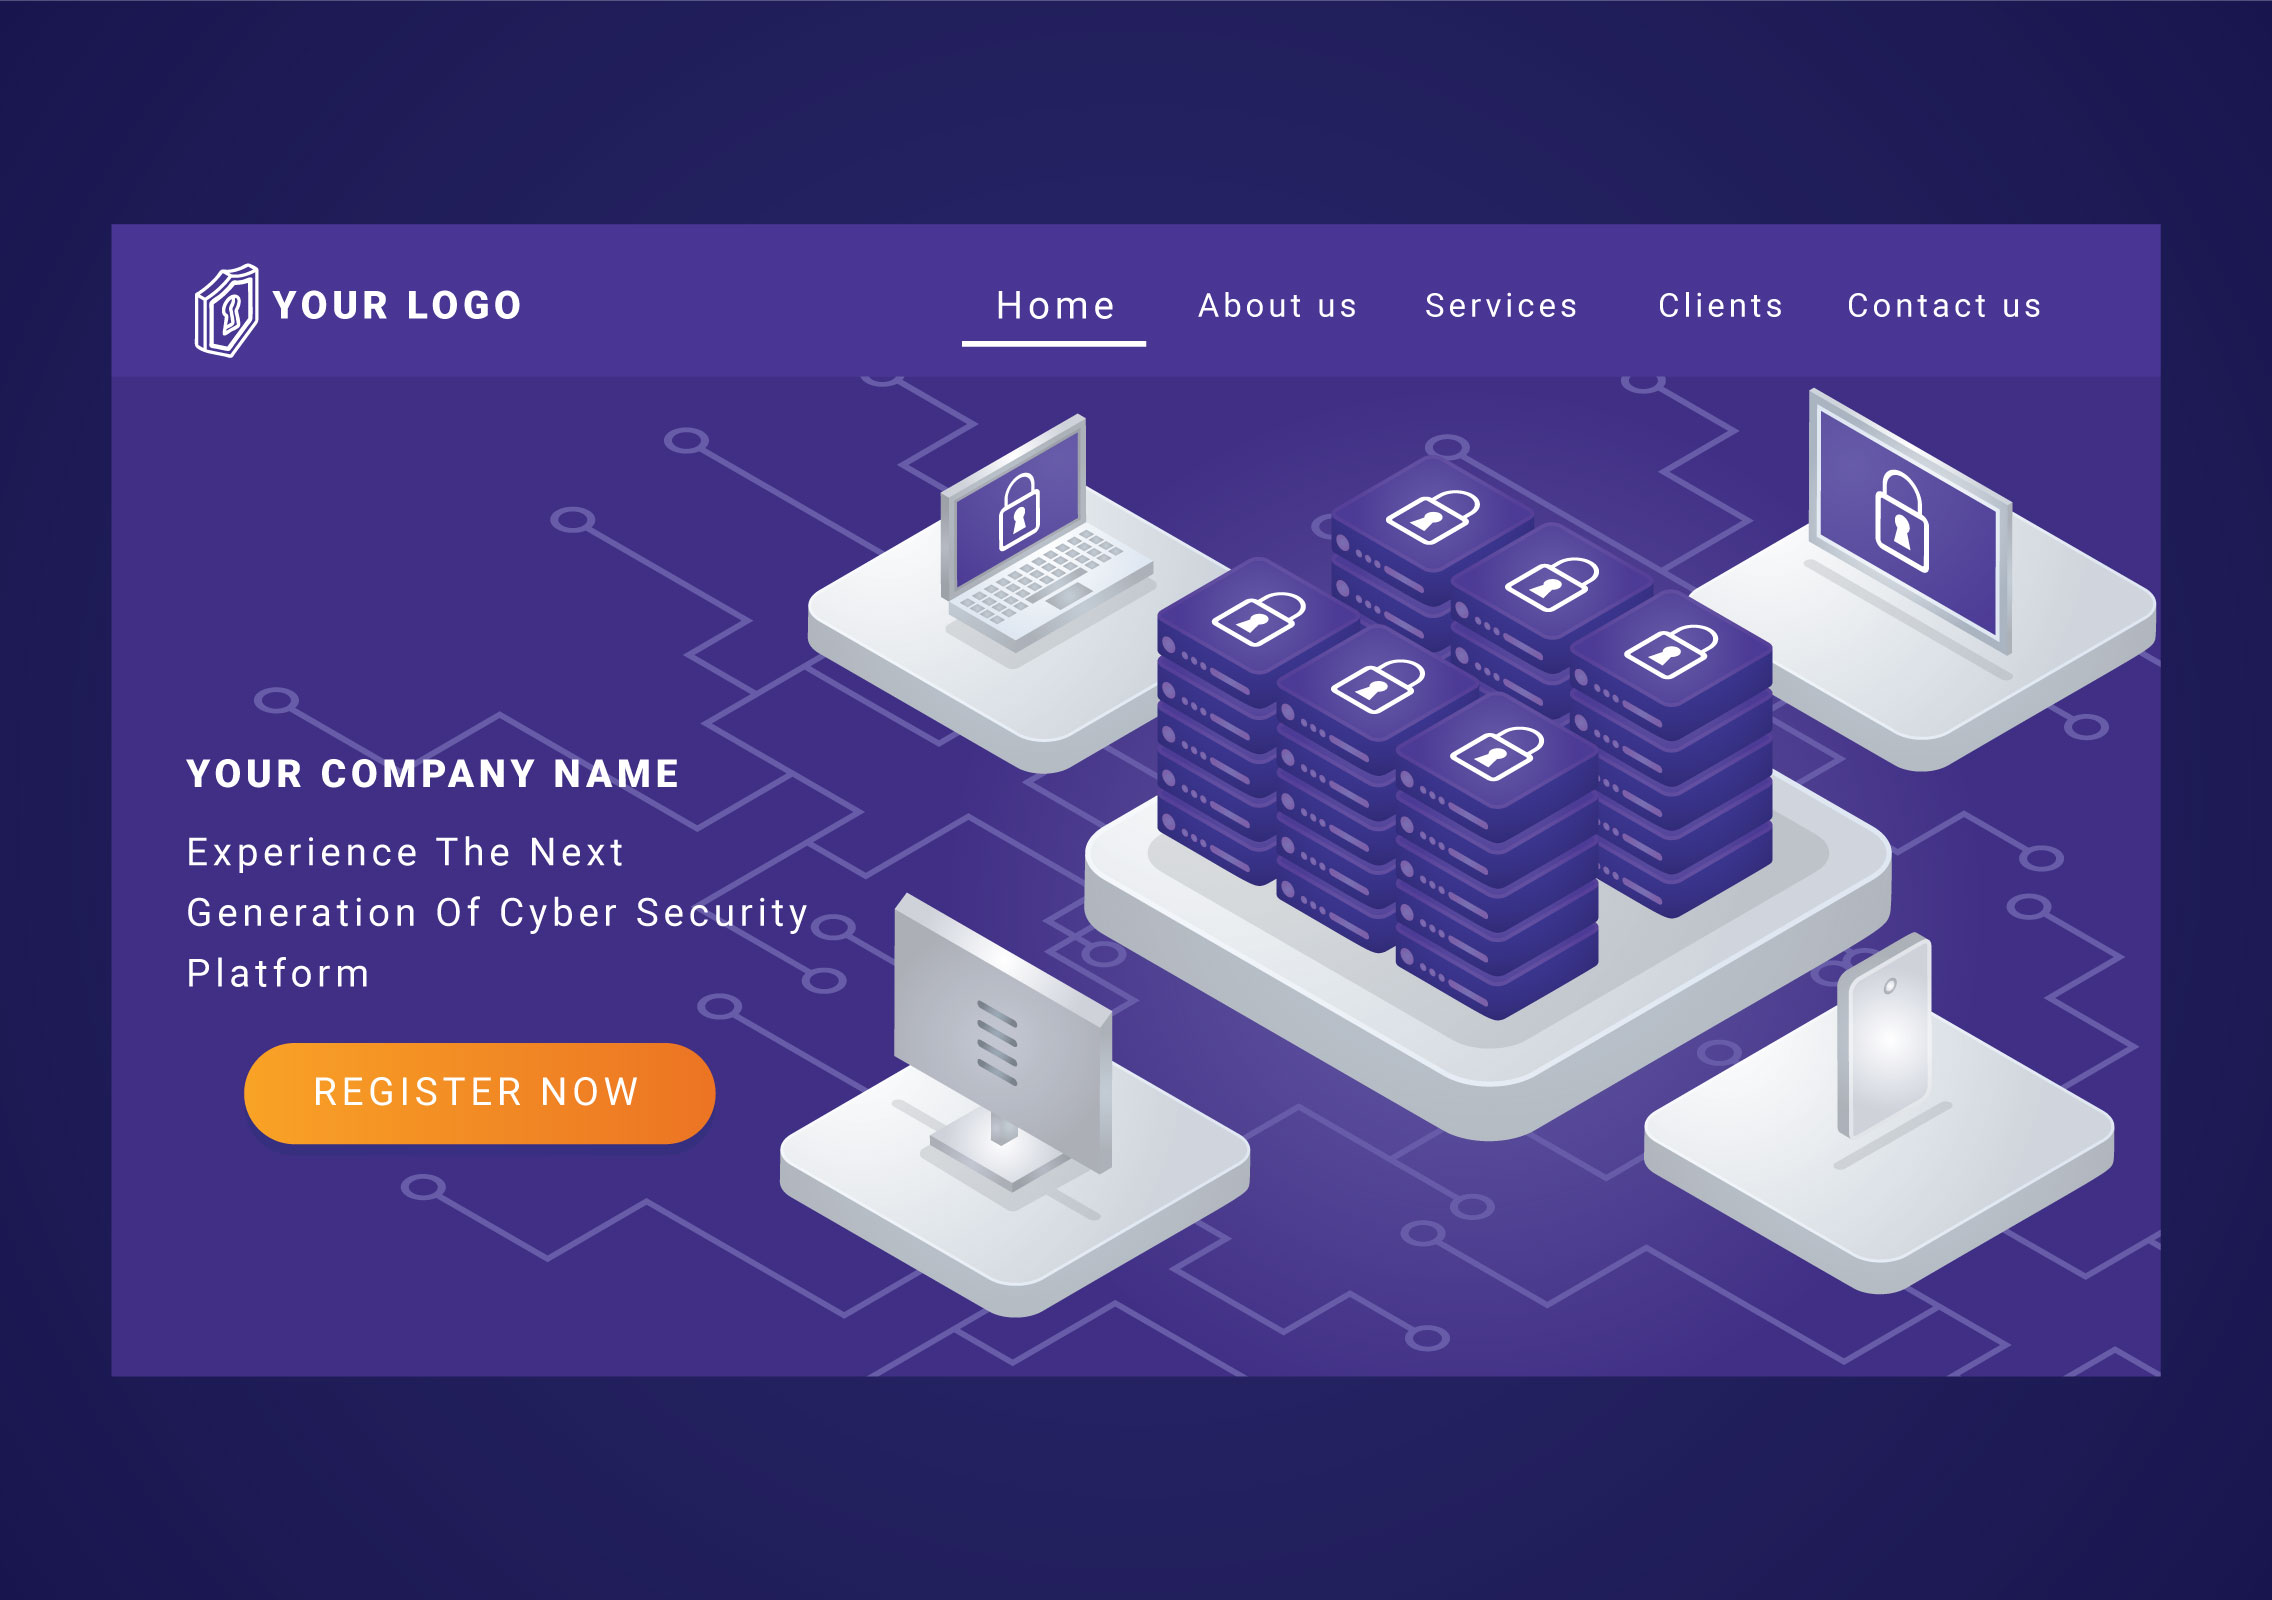 YOUR LOGO
Home
About us
Services
Clients
Contact us
YOUR COMPANY NAME
Experience The Next
Generation Of Cyber Security
Platform
REGISTER NOW